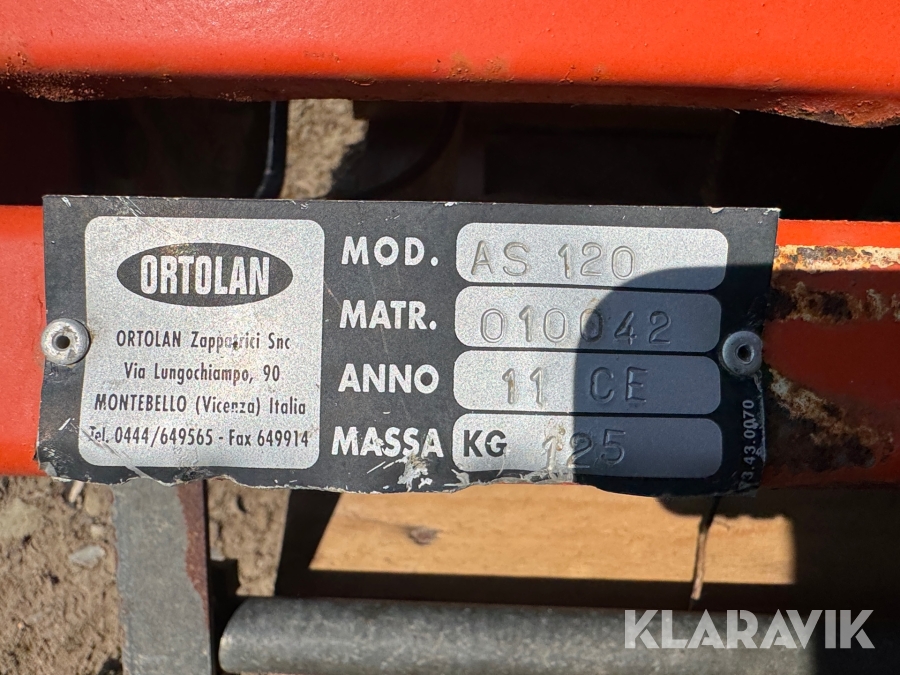 ORTOLAN
ORTOLAN Zappatrici Snc
Via Lungochiampo, 90
MONTEBELLO (Vicenza) Italia
Tel. 0444/649565 - Fax 649914
MOD. AS 120
MATR. 010042
ANNO 11 CE
MASSA KG 125
73.43.0070
KLARAVIK